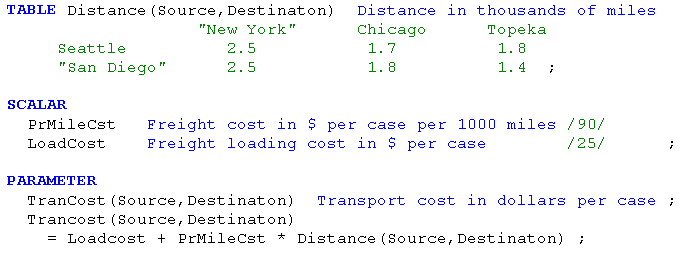 TABLE Distance(Source,Destinaton) Distance in thousands of miles
"New York" Chicago Topeka
Seattle 2.5 1.7 1.8
"San Diego" 2.5 1.8 1.4 ;
SCALAR
PrMileCst Freight cost in $ per case per 1000 miles /90/
LoadCost Freight loading cost in $ per case /25/ ;
PARAMETER
TranCost(Source,Destinaton) Transport cost in dollars per case ;
Trancost(Source,Destinaton)
= Loadcost + PrMileCst * Distance(Source,Destinaton) ;